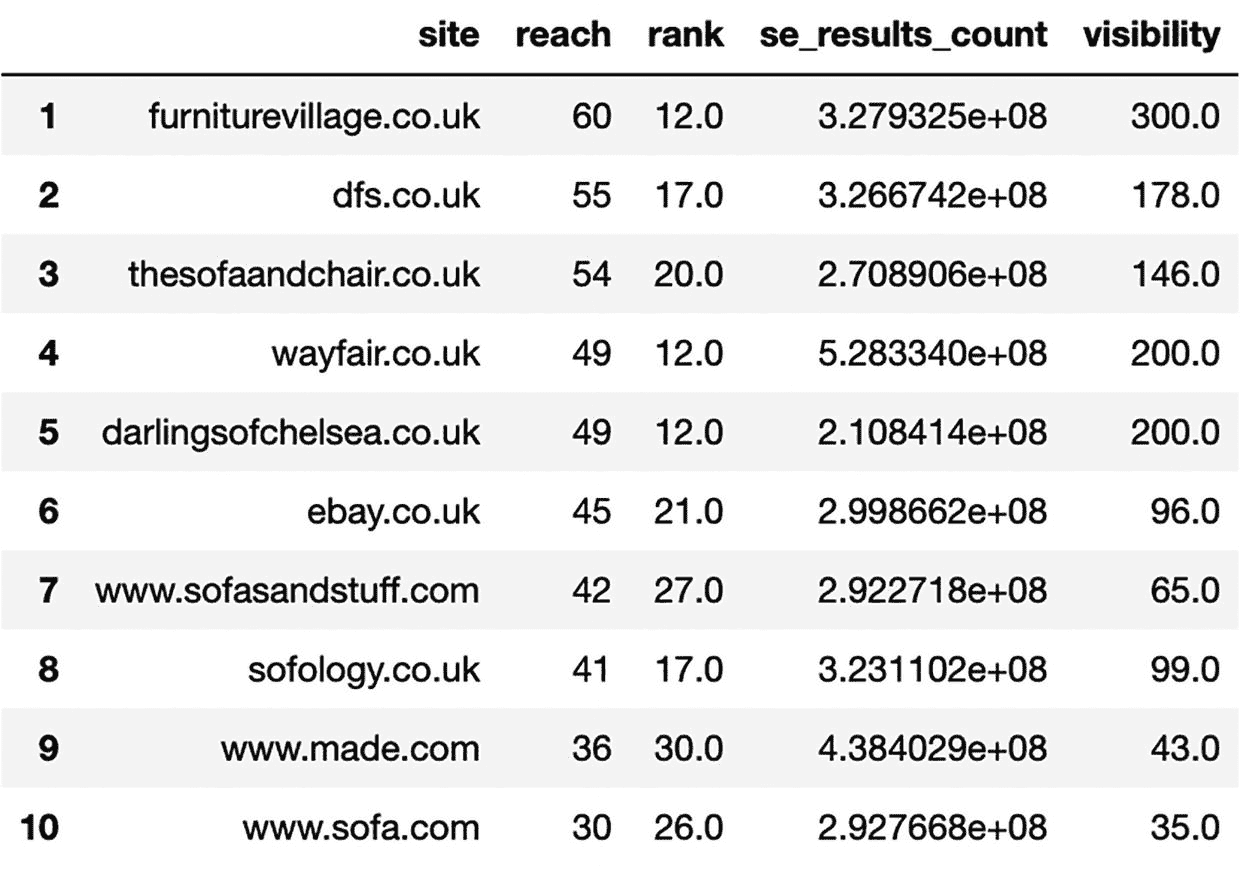 site reach rank se_results_count visibility
1 furniturevillage.co.uk 60 12.0 3.279325e+08 300.0
2 dfs.co.uk 55 17.0 3.266742e+08 178.0
3 thesofaandchair.co.uk 54 20.0 2.708906e+08 146.0
4 wayfair.co.uk 49 12.0 5.283340e+08 200.0
5 darlingsofchelsea.co.uk 49 12.0 2.108414e+08 200.0
6 ebay.co.uk 45 21.0 2.998662e+08 96.0
7 www.sofasandstuff.com 42 27.0 2.922718e+08 65.0
8 sofology.co.uk 41 17.0 3.231102e+08 99.0
9 www.made.com 36 30.0 4.384029e+08 43.0
10 www.sofa.com 30 26.0 2.927668e+08 35.0